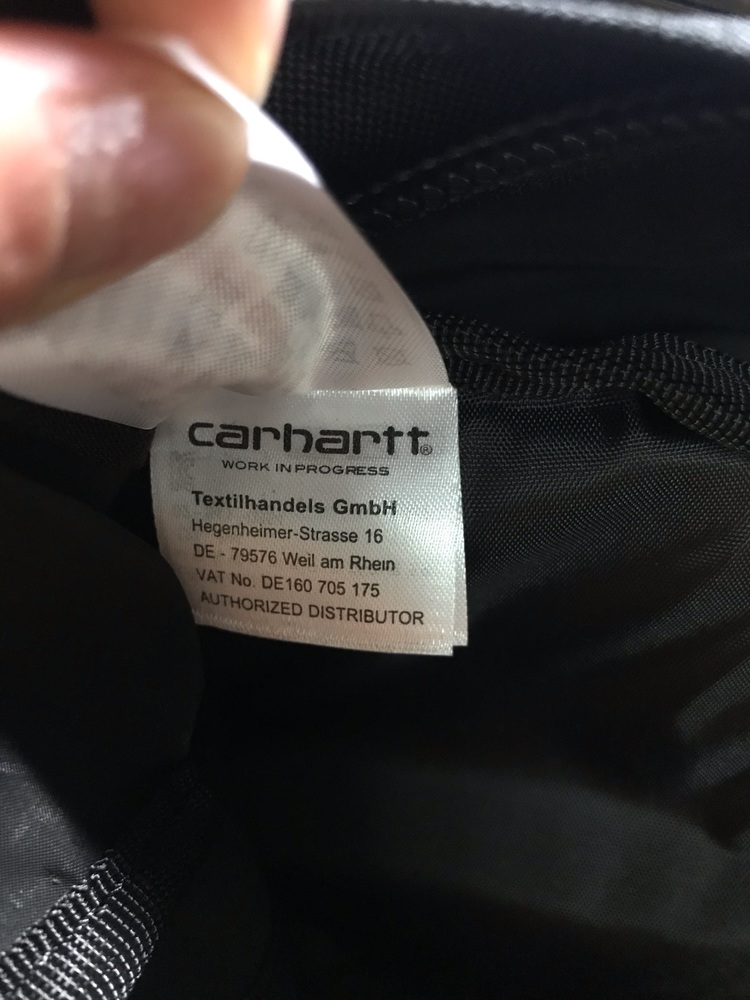 carhartt®
WORK IN PROGRESS
Textilhandels GmbH
Hegenheimer-Strasse 16
DE - 79576 Weil am Rhein
VAT No. DE160 705 175
AUTHORIZED DISTRIBUTOR